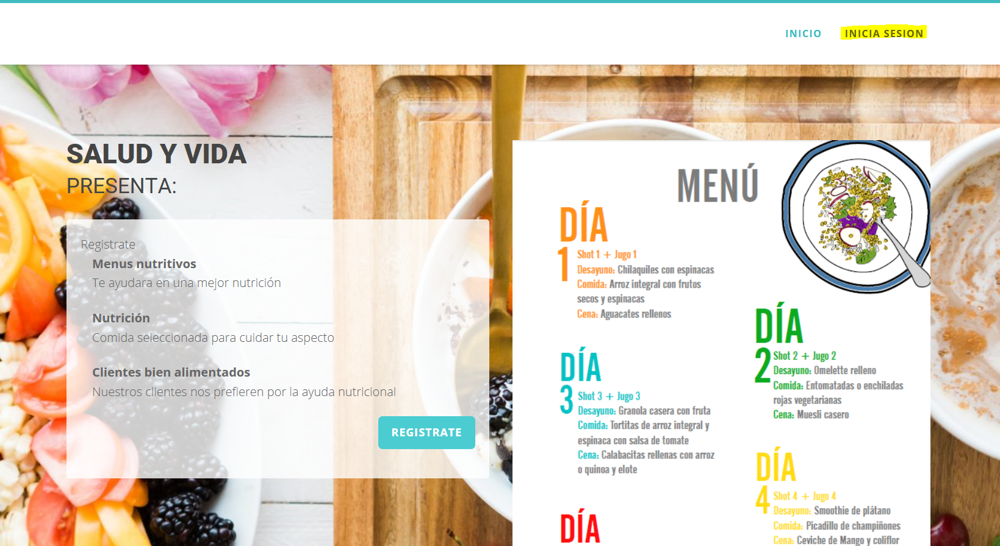 INICIO
INICIA SESION
SALUD Y VIDA
PRESENTA:
Registrate
Menus nutritivos
Te ayudara en una mejor nutrición
Nutrición
Comida seleccionada para cuidar tu aspecto
Clientes bien alimentados
Nuestros clientes nos prefieren por la ayuda nutricional
REGISTRATE
MENÚ
DÍA
1
Shot 1 + Jugo 1
Desayuno: Chilaquiles con espinacas
Comida: Arroz integral con frutos
secos y espinacas
Cena: Aguacates rellenos
DÍA
2
Shot 2 + Jugo 2
Desayuno: Omelette relleno
Comida: Entomatadas o enchiladas
rojas vegetarianas
Cena: Muesli casero
DÍA
3
Shot 3 + Jugo 3
Desayuno: Granola casera con fruta
Comida: Tortitas de arroz integral y
espinaca con salsa de tomate
Cena: Calabacitas rellenas con arroz
o quinoa y elote
DÍA
4
Shot 4 + Jugo 4
Desayuno: Smoothie de plátano
Comida: Picadillo de champiñones
Cena: Ceviche de Mango y coliflor
DÍA